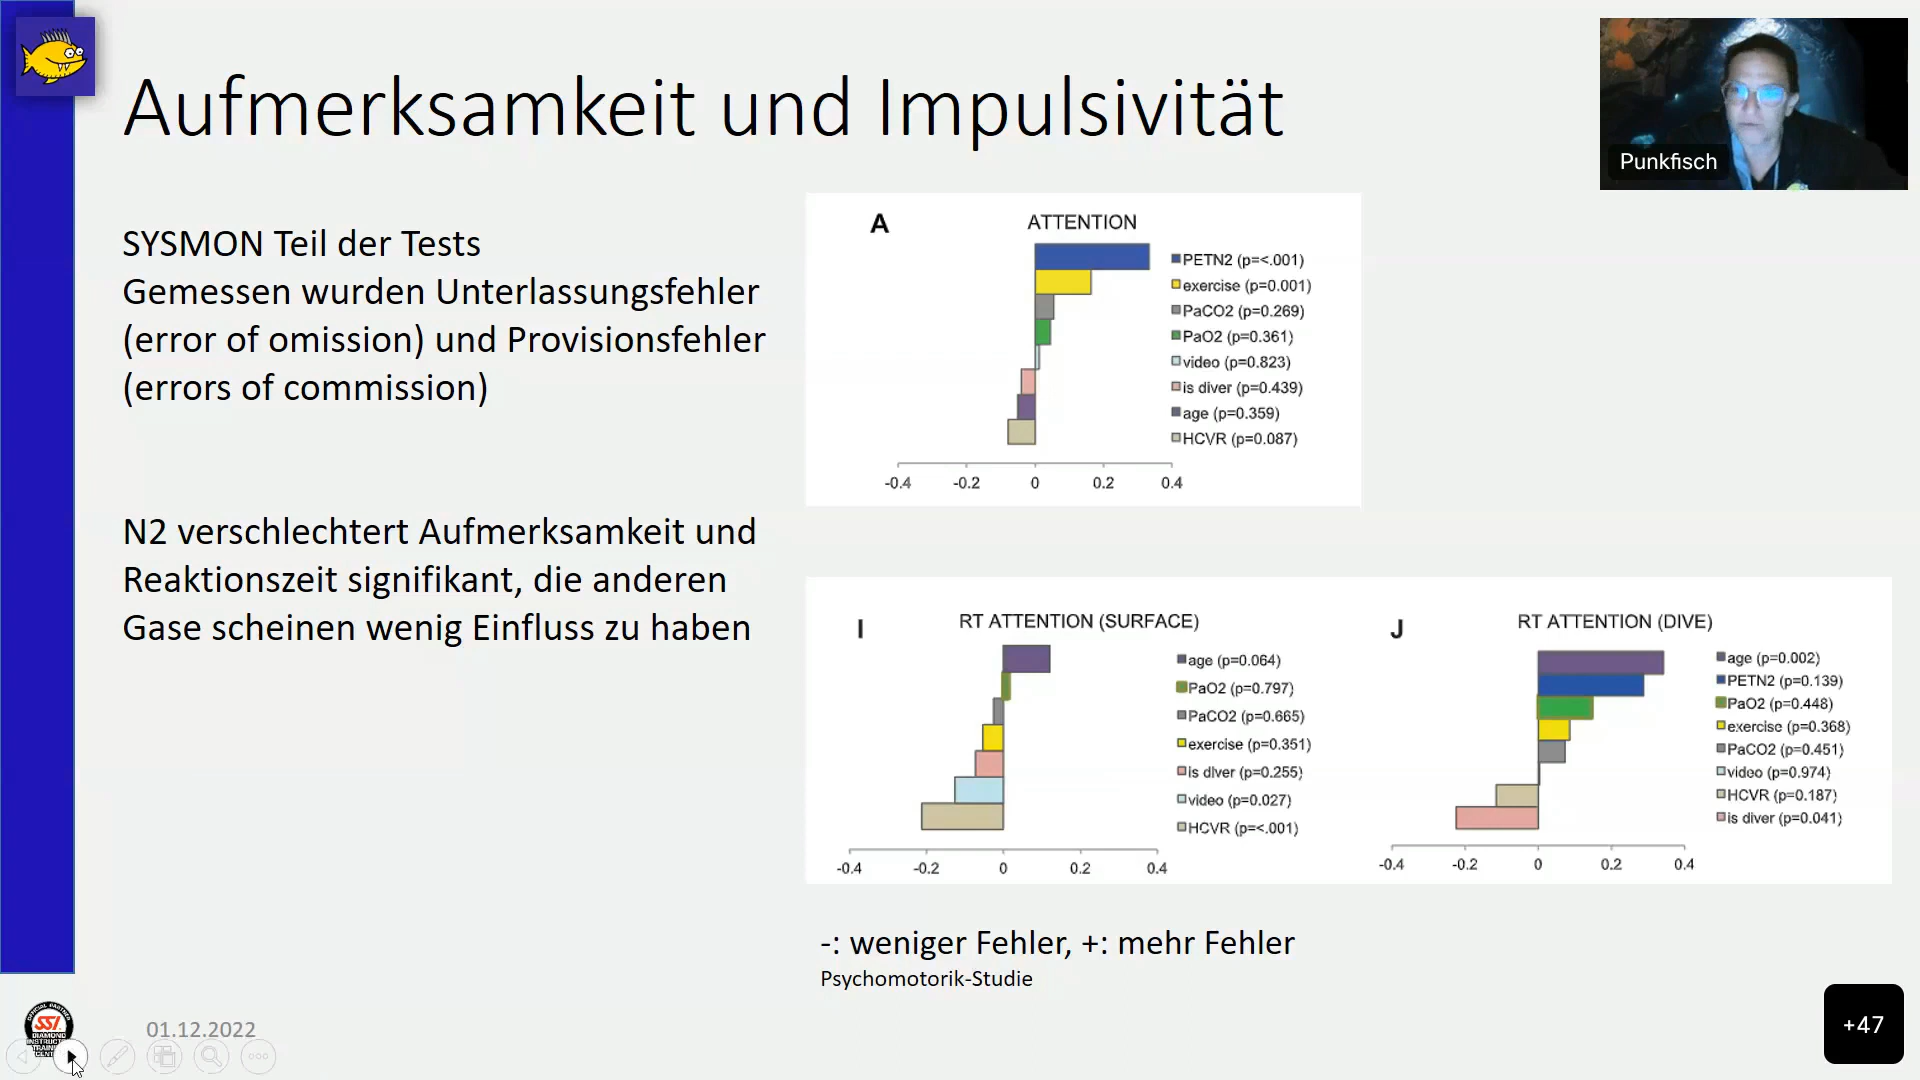 Aufmerksamkeit und Impulsivität
Punkfisch
SYSMON Teil der Tests
Gemessen wurden Unterlassungsfehler
(error of omission) und Provisionsfehler
(errors of commission)
N2 verschlechtert Aufmerksamkeit und
Reaktionszeit signifikant, die anderen
Gase scheinen wenig Einfluss zu haben
A
ATTENTION
PETN2 (p=<.001)
exercise (p=0.001)
PaCO2 (p=0.269)
PaO2 (p=0.361)
video (p=0.823)
is diver (p=0.439)
age (p=0.359)
HCVR (p=0.087)
-0.4 -0.2 0 0.2 0.4
I
RT ATTENTION (SURFACE)
age (p=0.064)
PaO2 (p=0.797)
PaCO2 (p=0.665)
exercise (p=0.351)
is diver (p=0.255)
video (p=0.027)
HCVR (p=<.001)
-0.4 -0.2 0 0.2 0.4
J
RT ATTENTION (DIVE)
age (p=0.002)
PETN2 (p=0.139)
PaO2 (p=0.448)
exercise (p=0.368)
PaCO2 (p=0.451)
video (p=0.974)
HCVR (p=0.187)
is diver (p=0.041)
-0.4 -0.2 0 0.2 0.4
-: weniger Fehler, +: mehr Fehler
Psychomotorik-Studie
SSI
DIAMOND
01.12.2022
+47